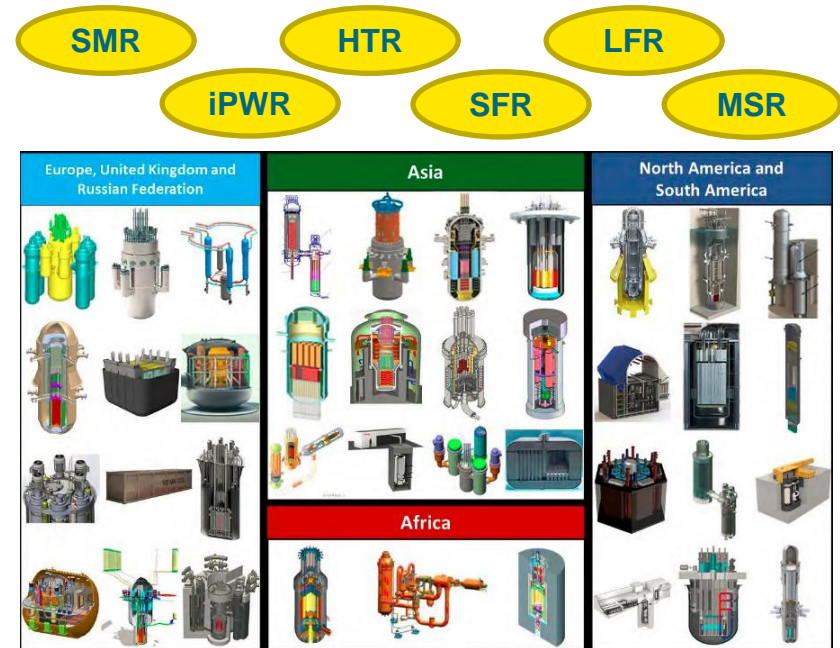 SMR
HTR
LFR
iPWR
SFR
MSR
Europe, United Kingdom and
Russian Federation
Asia
North America and
South America
Africa